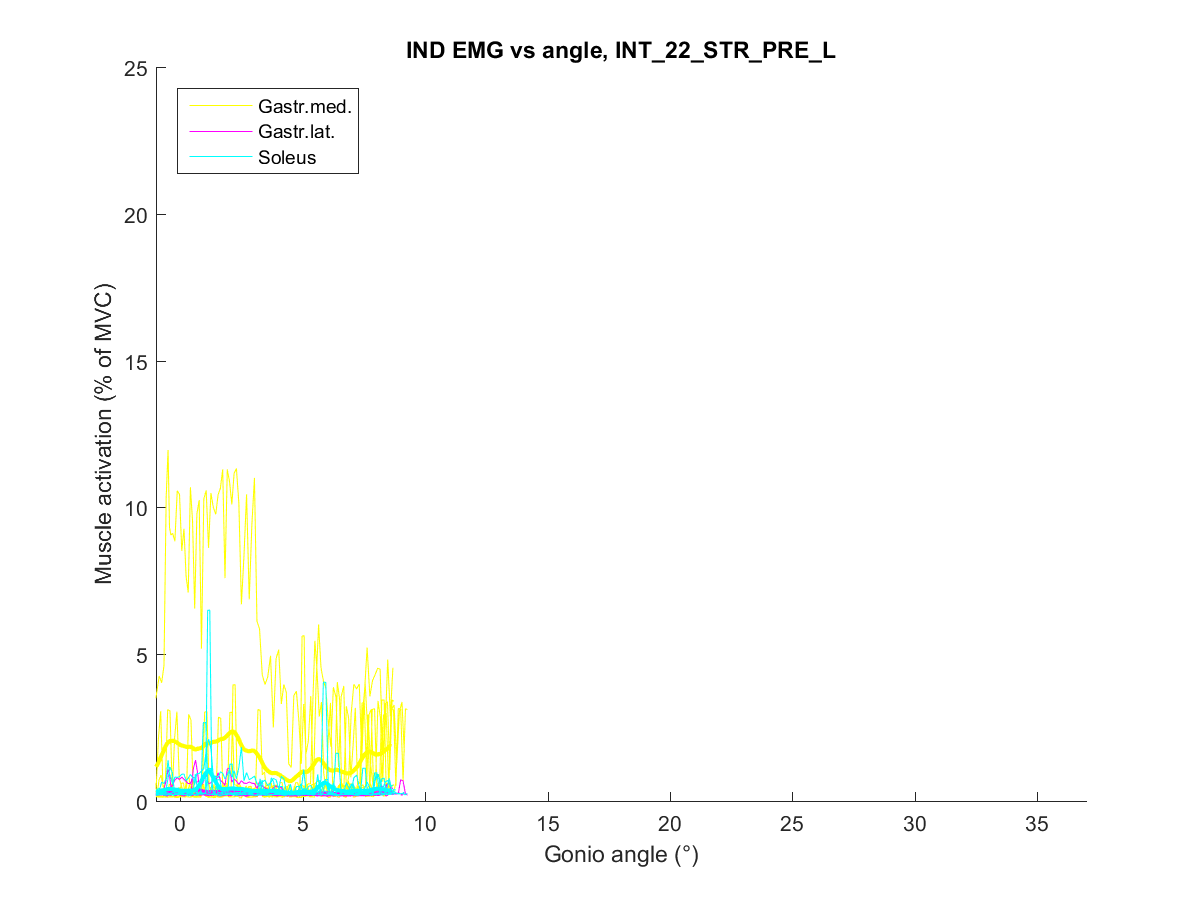 IND EMG vs angle, INT_22_STR_PRE_L
25
20
15
10
5
0
Muscle activation (% of MVC)
Gastr.med.
Gastr.lat.
Soleus
0 5 10 15 20 25 30 35
Gonio angle (°)